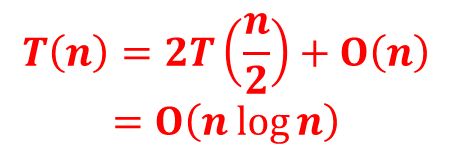 T(n) = 2T(n/2) + O(n)
= O(n log n)